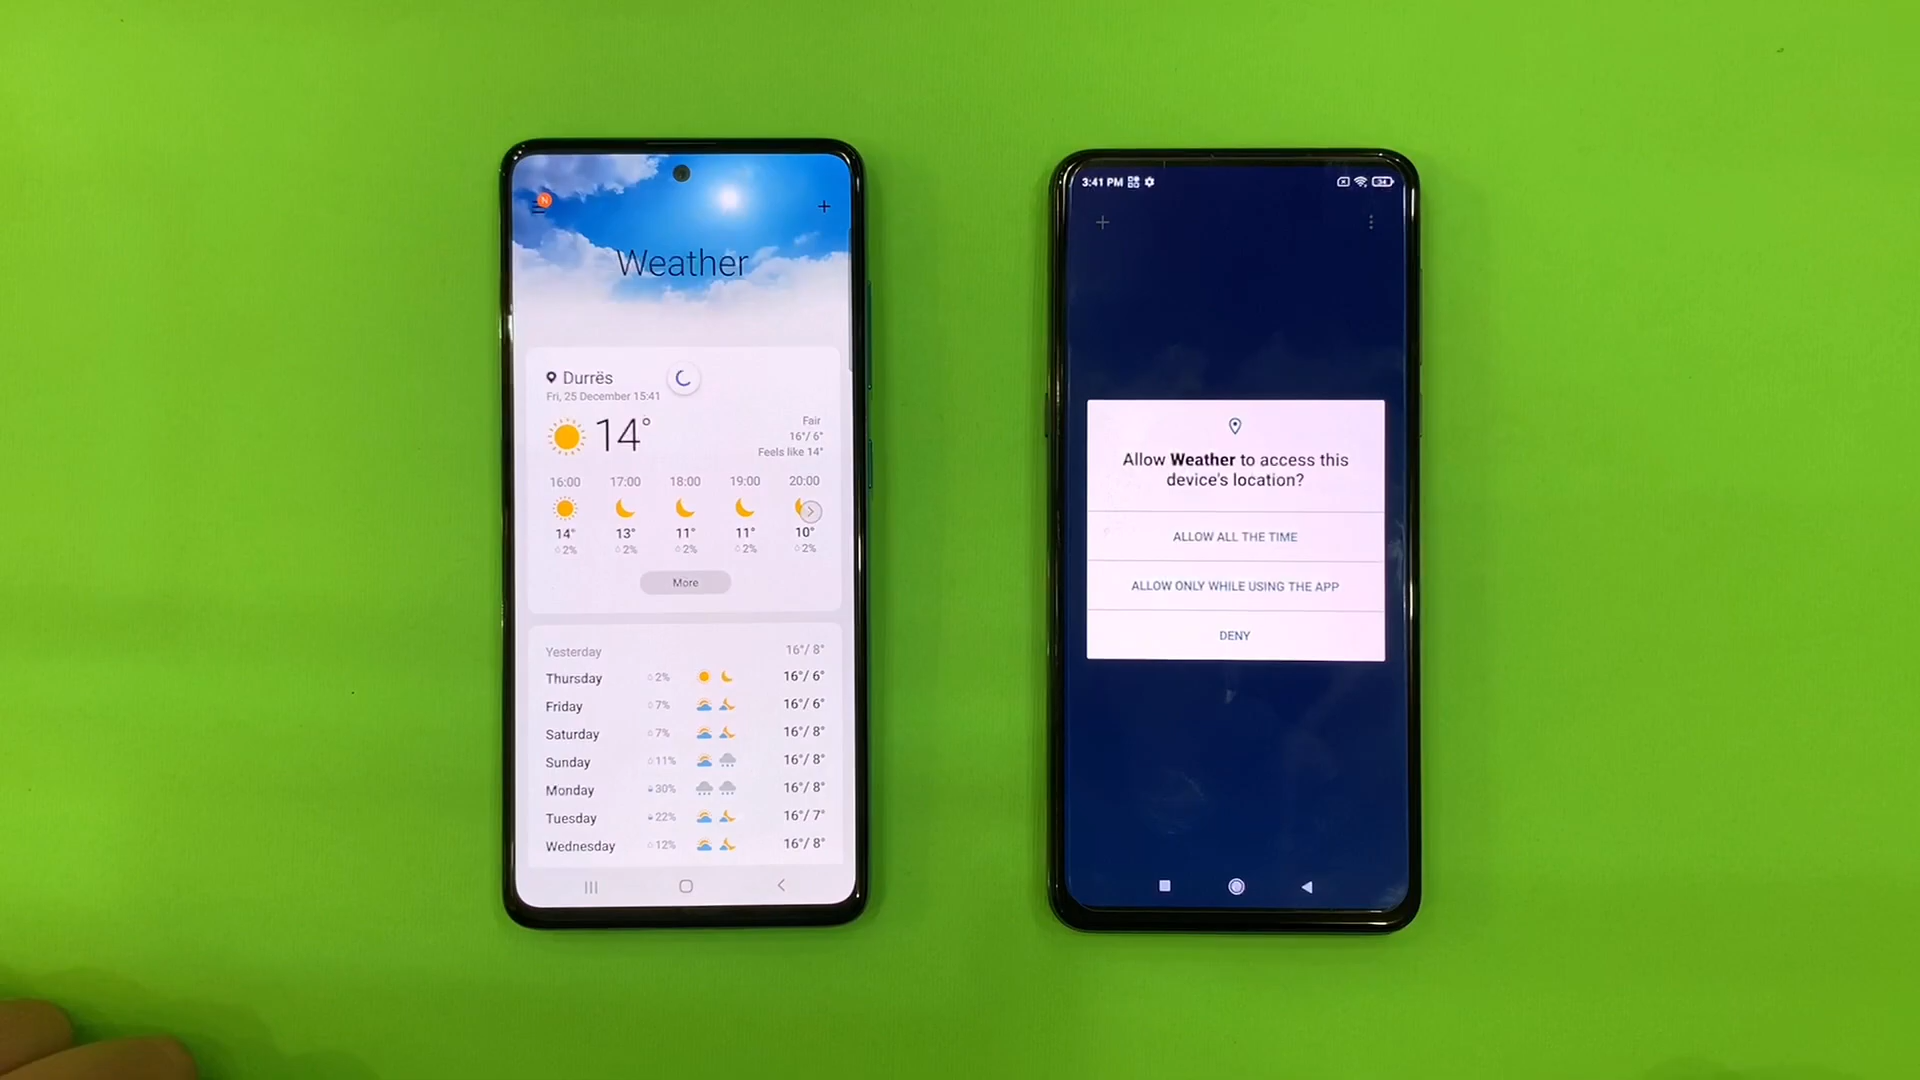 N
Weather
Durrës
Fri, 25 December 15:41
14°
Fair
16°/ 6°
Feels like 14°
16:00 17:00 18:00 19:00 20:00
14° 13° 11° 11° 10°
2% 2% 2% 2% 2%
More
Yesterday 16°/ 8°
Thursday 2% 16°/ 6°
Friday 7% 16°/ 6°
Saturday 7% 16°/ 8°
Sunday 11% 16°/ 8°
Monday 30% 16°/ 8°
Tuesday 22% 16°/ 7°
Wednesday 12% 16°/ 8°
3:41 PM 34
Allow Weather to access this
device's location?
ALLOW ALL THE TIME
ALLOW ONLY WHILE USING THE APP
DENY